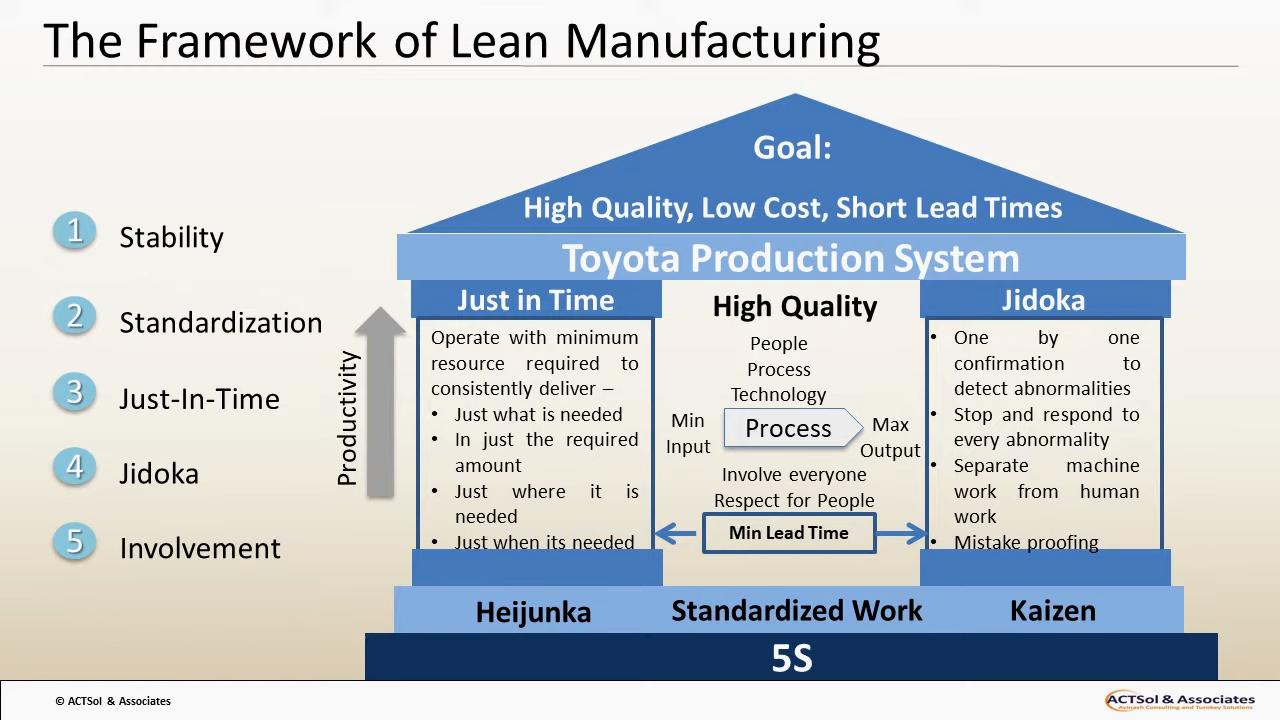 The Framework of Lean Manufacturing
Goal:
High Quality, Low Cost, Short Lead Times
Toyota Production System
1 Stability
2 Standardization
3 Just-In-Time
4 Jidoka
5 Involvement
Productivity
Just in Time
Operate with minimum
resource required to
consistently deliver –
• Just what is needed
• In just the required
amount
• Just where it is
needed
• Just when its needed
High Quality
People
Process
Technology
Min
Input
Process
Max
Output
Involve everyone
Respect for People
Min Lead Time
Jidoka
• One by one
confirmation to
detect abnormalities
• Stop and respond to
every abnormality
• Separate machine
work from human
work
• Mistake proofing
Heijunka Standardized Work Kaizen
5S
© ACTSol & Associates
ACTSol & Associates
Avinash Consulting and Turnkey Solutions